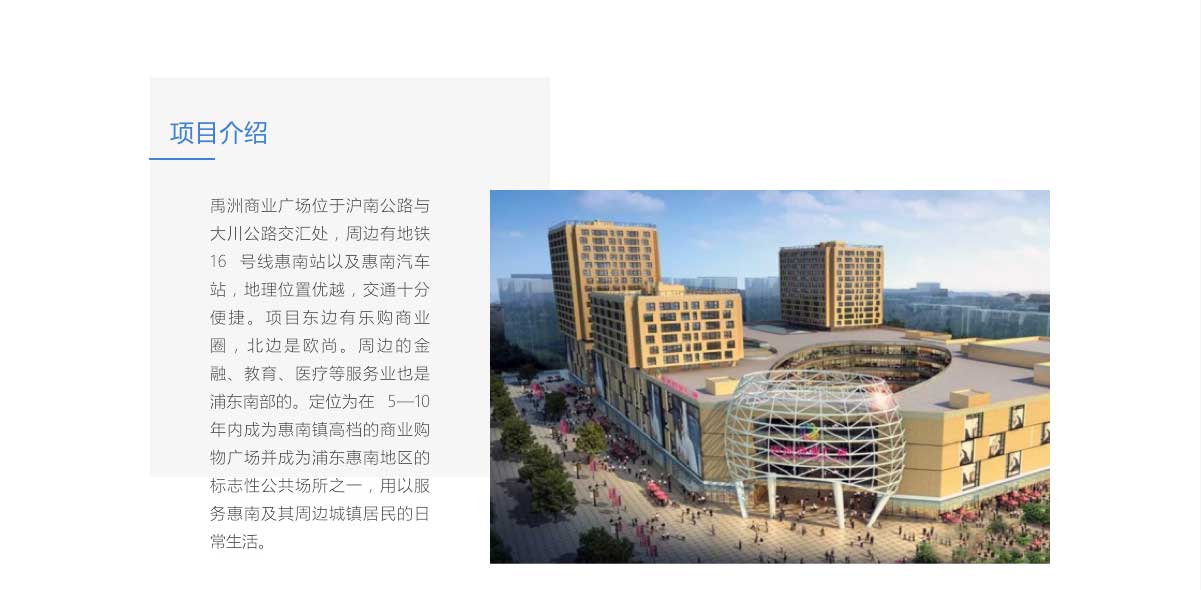 项目介绍
禹洲商业广场位于沪南公路与
大川公路交汇处，周边有地铁
16 号线惠南站以及惠南汽车
站，地理位置优越，交通十分
便捷。项目东边有乐购商业
圈，北边是欧尚。周边的金
融、教育、医疗等服务业也是
浦东南部的。定位为在 5—10
年内成为惠南镇高档的商业购
物广场并成为浦东惠南地区的
标志性公共场所之一，用以服
务惠南及其周边城镇居民的日
常生活。